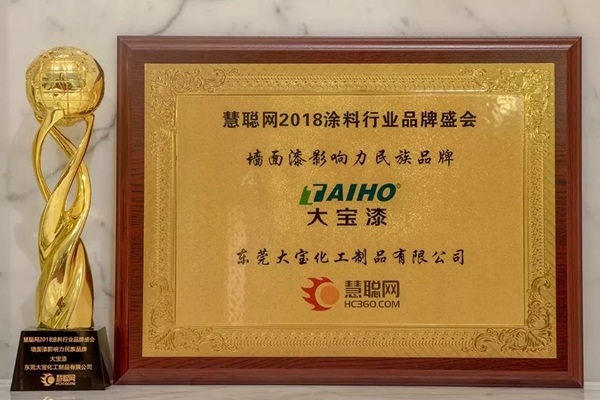 慧聪网2018涂料行业品牌盛会
墙面漆影响力民族品牌
TAIHO®
大宝漆
东莞大宝化工制品有限公司
慧聪网
HC360.COM
慧聪网2018涂料行业品牌盛会
墙面漆影响力民族品牌
大宝漆
东莞大宝化工制品有限公司
慧聪网
HC360.COM